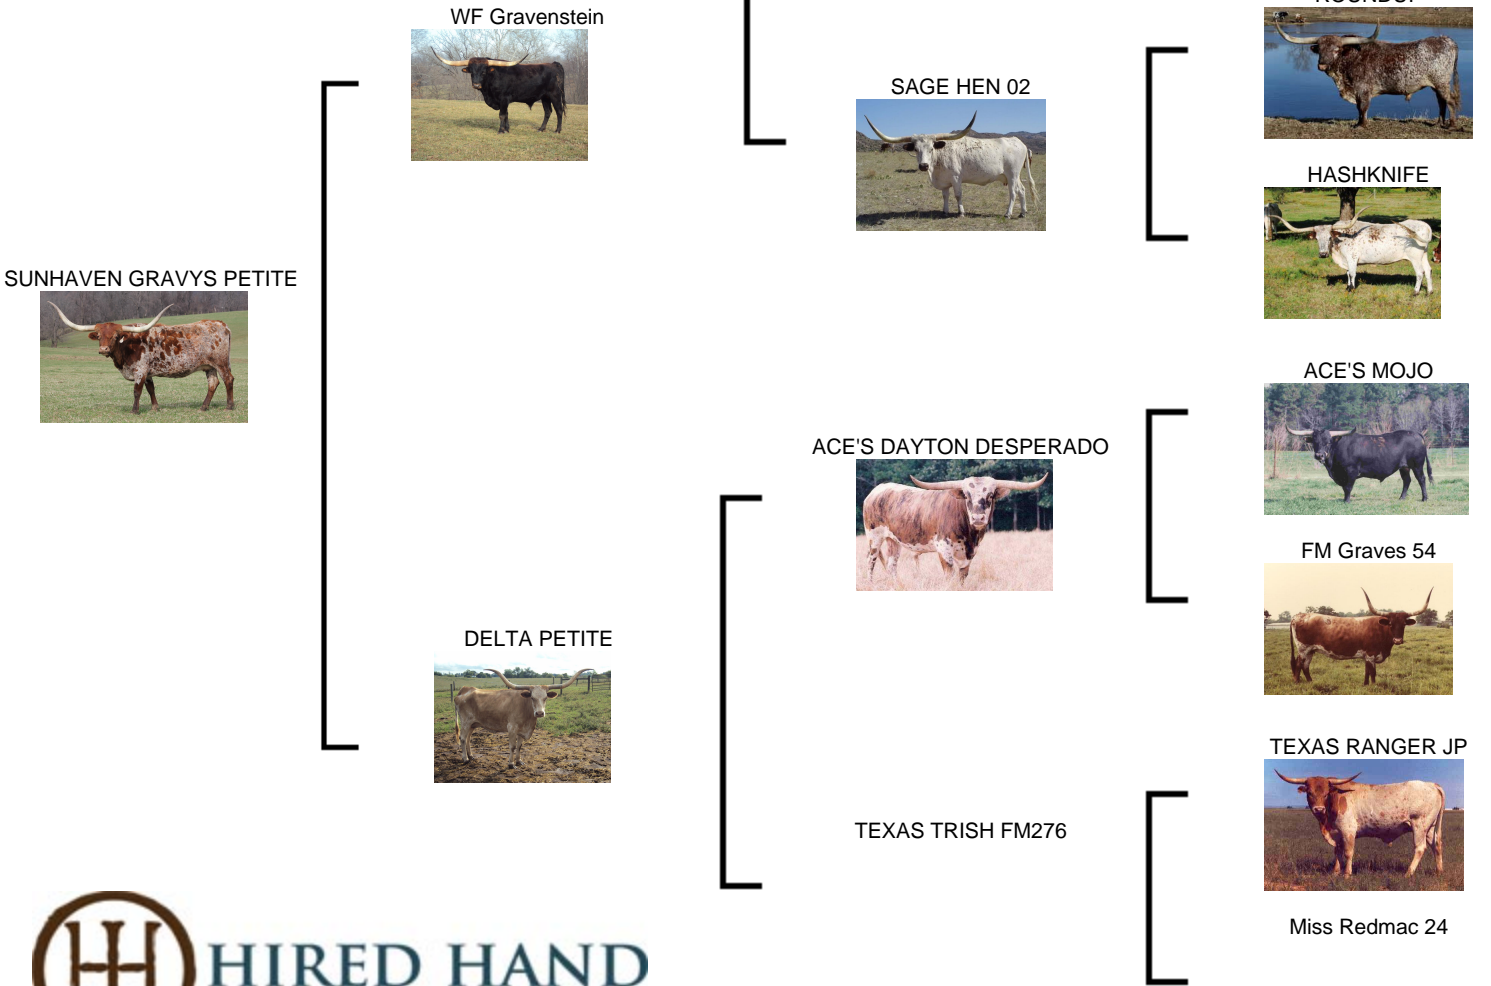 WF Gravenstein
SAGE HEN 02
HASHKNIFE
SUNHAVEN GRAVYS PETITE
ACE'S MOJO
ACE'S DAYTON DESPERADO
FM Graves 54
DELTA PETITE
TEXAS RANGER JP
TEXAS TRISH FM276
Miss Redmac 24
HIRED HAND